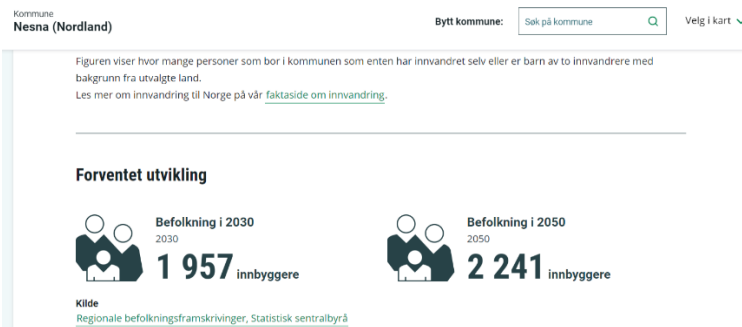 Kommune
Nesna (Nordland)
Bytt kommune:
Søk på kommune
Velg i kart
Figuren viser hvor mange personer som bor i kommunen som enten har innvandret selv eller er barn av to innvandrere med
bakgrunn fra utvalgte land.
Les mer om innvandring til Norge på vår faktaside om innvandring.
Forventet utvikling
Befolkning i 2030
2030
1 957 innbyggere
Befolkning i 2050
2050
2 241 innbyggere
Kilde
Regionale befolkningsframskrivinger, Statistisk sentralbyrå